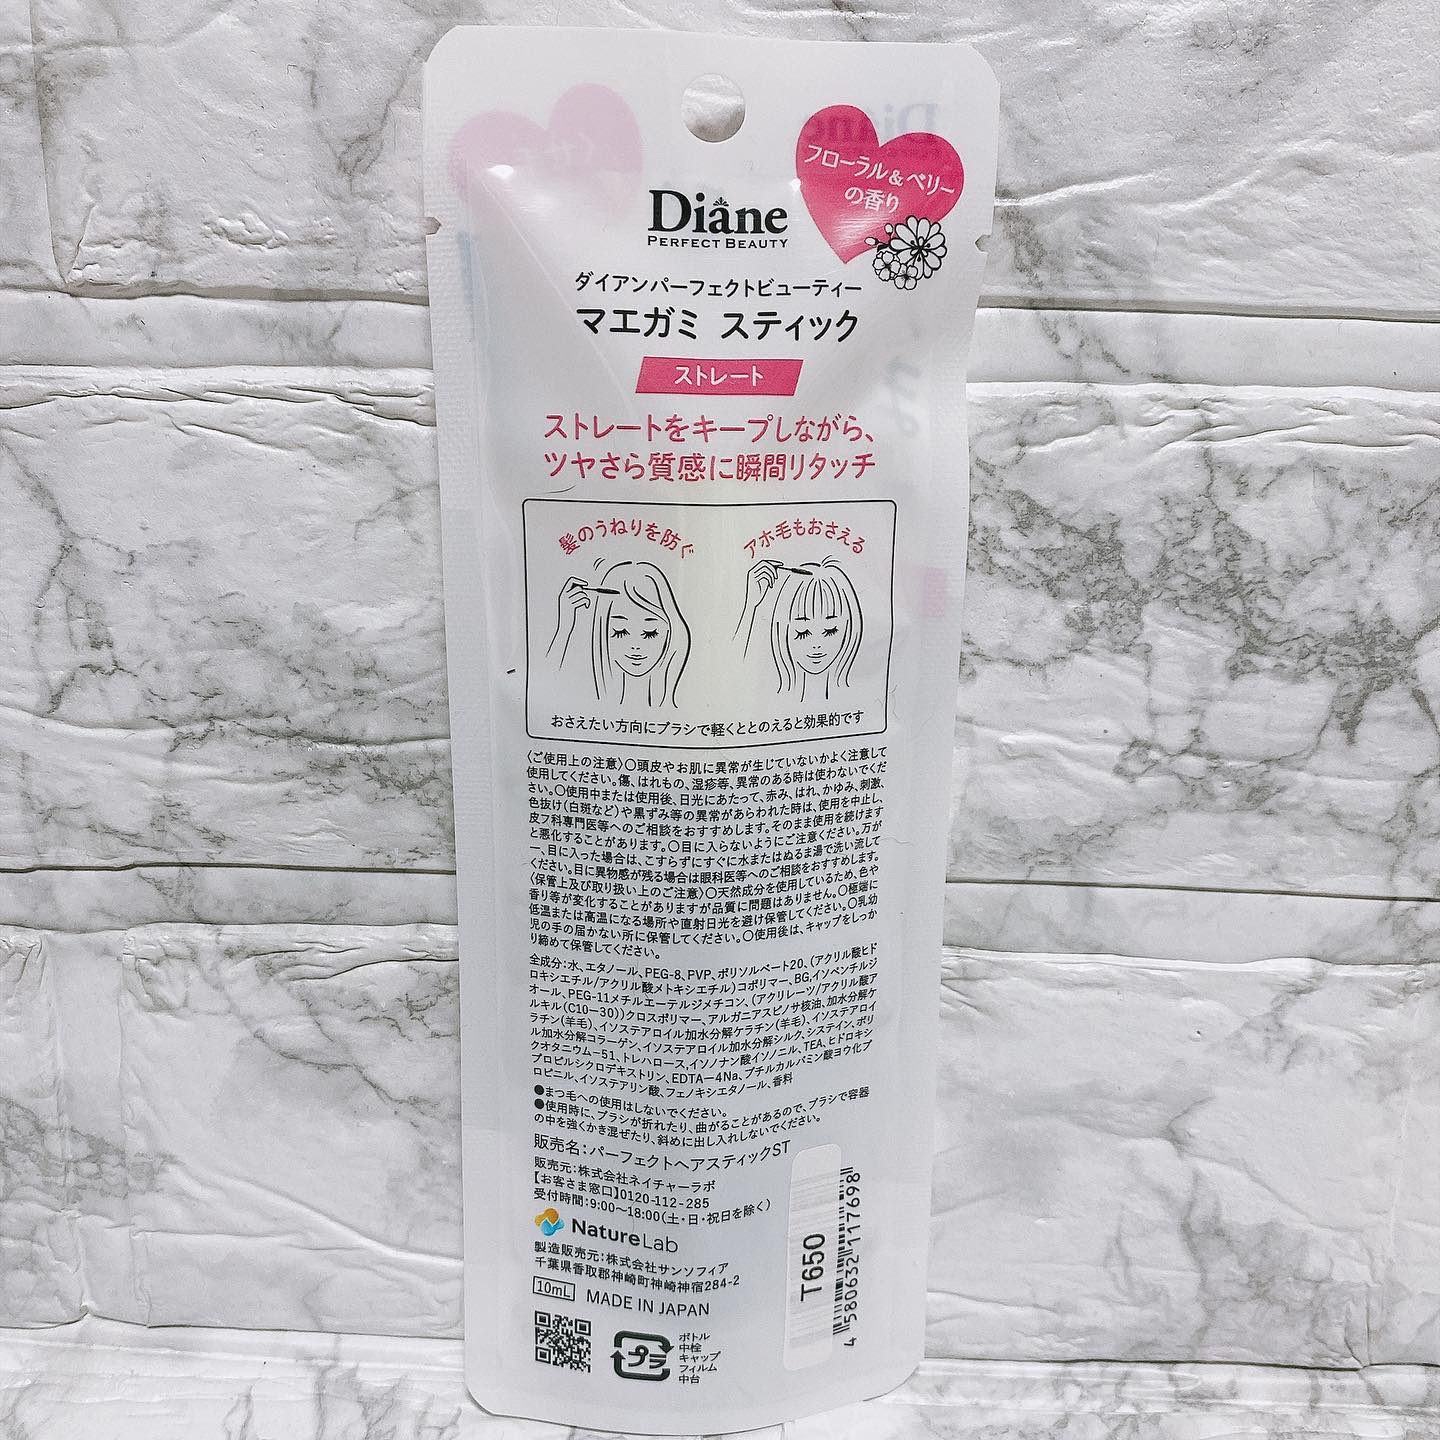 フローラル&ベリー
の香り
Diane
PERFECT BEAUTY
ダイアンパーフェクトビューティー
マエガミ スティック
ストレート
ストレートをキープしながら、
ツヤさら質感に瞬間リタッチ
髪のうねりを防ぐ
アホ毛もおさえる
おさえたい方向にブラシで軽くととのえると効果的です
〈ご使用上の注意〉○頭皮やお肌に異常が生じていないかよく注意して
使用してください。傷、はれもの、湿疹等、異常のある時は使わないでくだ
さい。○使用中または使用後、日光にあたって、赤み、はれ、かゆみ、刺激、
色抜け(白斑など)や黒ずみ等の異常があらわれた時は、使用を中止し、
皮フ科専門医等へのご相談をおすすめします。そのまま使用を続けます
と悪化することがあります。○目に入らないようにご注意ください。万が
一、目に入った場合は、こすらずにすぐに水またはぬるま湯で洗い流して
ください。目に異物感が残る場合は眼科医等へのご相談をおすすめします。
〈保管上及び取り扱い上のご注意〉○天然成分を使用しているため、色や
香り等が変化することがありますが品質に問題はありません。○極端に
低温または高温になる場所や直射日光を避け保管してください。○乳幼
児の手の届かない所に保管してください。○使用後は、キャップをしっか
り締めて保管してください。
全成分:水、エタノール、PEG-8、PVP、ポリソルベート20、(アクリル酸ヒド
ロキシエチル/アクリル酸メトキシエチル)コポリマー、BG,イソペンチルジ
オール、PEG-11メチルエーテルジメチコン、(アクリレーツ/アクリル酸ア
ルキル(C10ー30))クロスポリマー、アルガニアスピノサ核油、加水分解ケ
ラチン(羊毛)、イソステアロイル加水分解ケラチン(羊毛)、イソステアロイ
ル加水分解コラーゲン、イソステアロイル加水分解シルク、システイン、ポリ
クオタニウムー51、トレハロース,イソノナン酸イソノニル、TEA、ヒドロキシ
プロピルシクロデキストリン、EDTAー4Na、ブチルカルバミン酸ヨウ化プ
ロピニル、イソステアリン酸、フェノキシエタノール、香料
●まつ毛への使用はしないでください。
●使用時に、ブラシが折れたり、曲がることがあるので、ブラシで容器
の中を強くかき混ぜたり、斜めに出し入れしないでください。
販売名:パーフェクトヘアスティックST
販売元:株式会社ネイチャーラボ
【お客さま窓口】0120-112-285
受付時間:9:00〜18:00(土・日・祝日を除く)
NatureLab
製造販売元:株式会社サンソフィア
千葉県香取郡神崎町神崎神宿284-2
10mL MADE IN JAPAN
プラ
ボトル
中栓
キャップ
フィルム
中台
T650
4 580632 117698